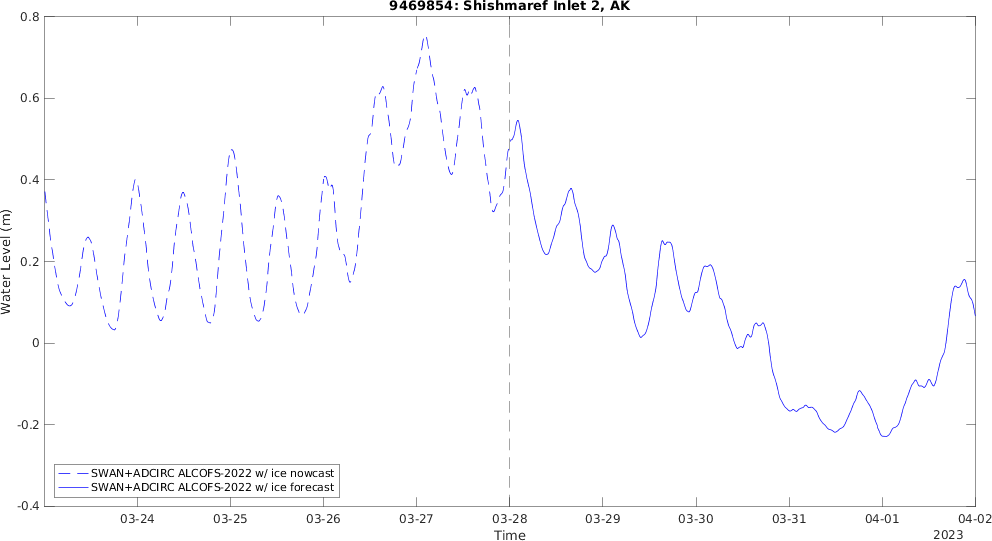 9469854: Shishmaref Inlet 2, AK
0.8
0.6
0.4
0.2
0
-0.2
-0.4
Water Level (m)
SWAN+ADCIRC ALCOFS-2022 w/ ice nowcast
SWAN+ADCIRC ALCOFS-2022 w/ ice forecast
03-24 03-25 03-26 03-27 03-28 03-29 03-30 03-31 04-01 04-02
Time
2023